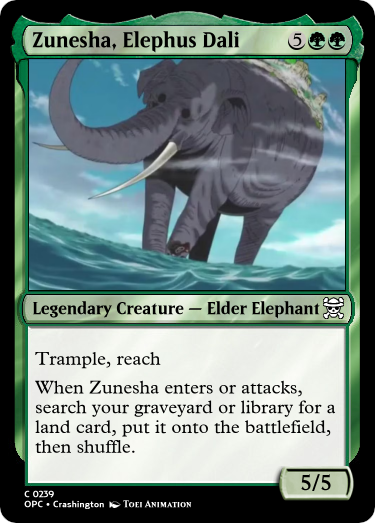 Zunesha, Elephus Dali 5
Legendary Creature — Elder Elephant
Trample, reach
When Zunesha enters or attacks,
search your graveyard or library for a
land card, put it onto the battlefield,
then shuffle.
5/5
C 0239
OPC • Crashington TOEI ANIMATION